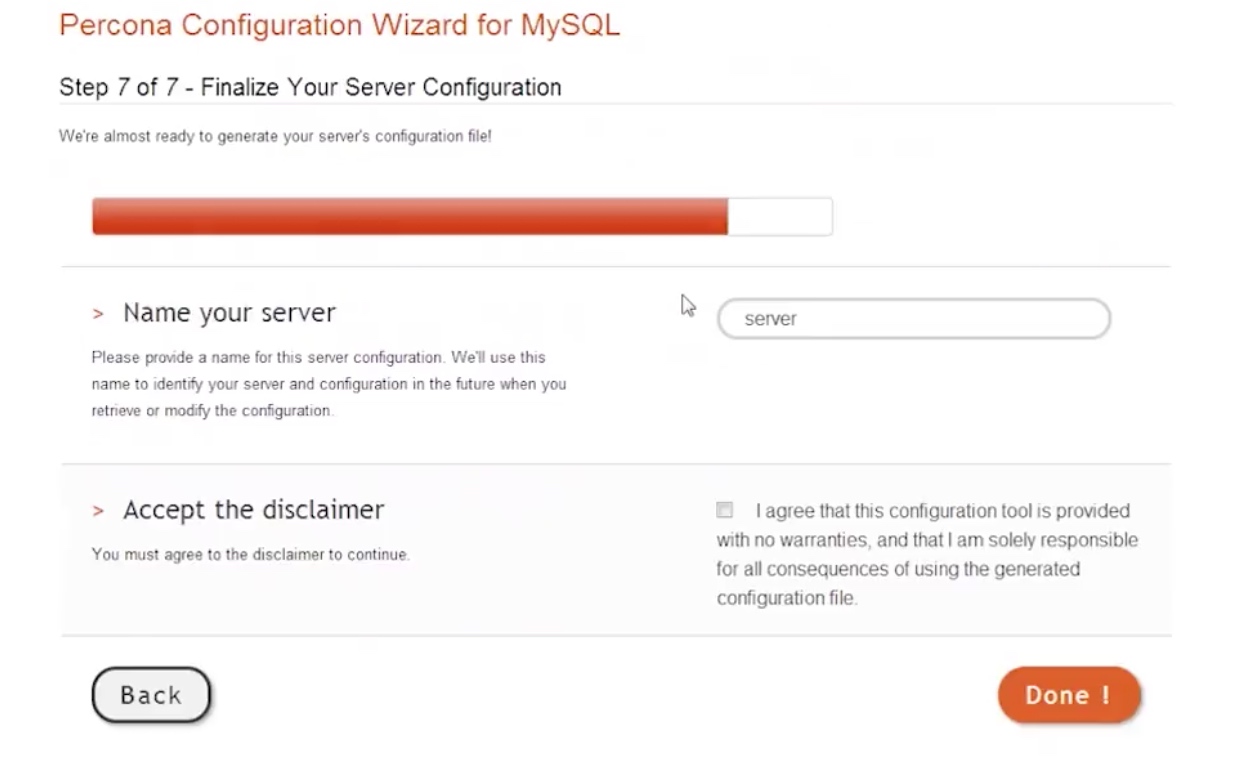 Percona Configuration Wizard for MySQL
Step 7 of 7 - Finalize Your Server Configuration
We're almost ready to generate your server's configuration file!
> Name your server
server
Please provide a name for this server configuration. We'll use this
name to identify your server and configuration in the future when you
retrieve or modify the configuration.
> Accept the disclaimer
You must agree to the disclaimer to continue.
I agree that this configuration tool is provided
with no warranties, and that I am solely responsible
for all consequences of using the generated
configuration file.
Back
Done !